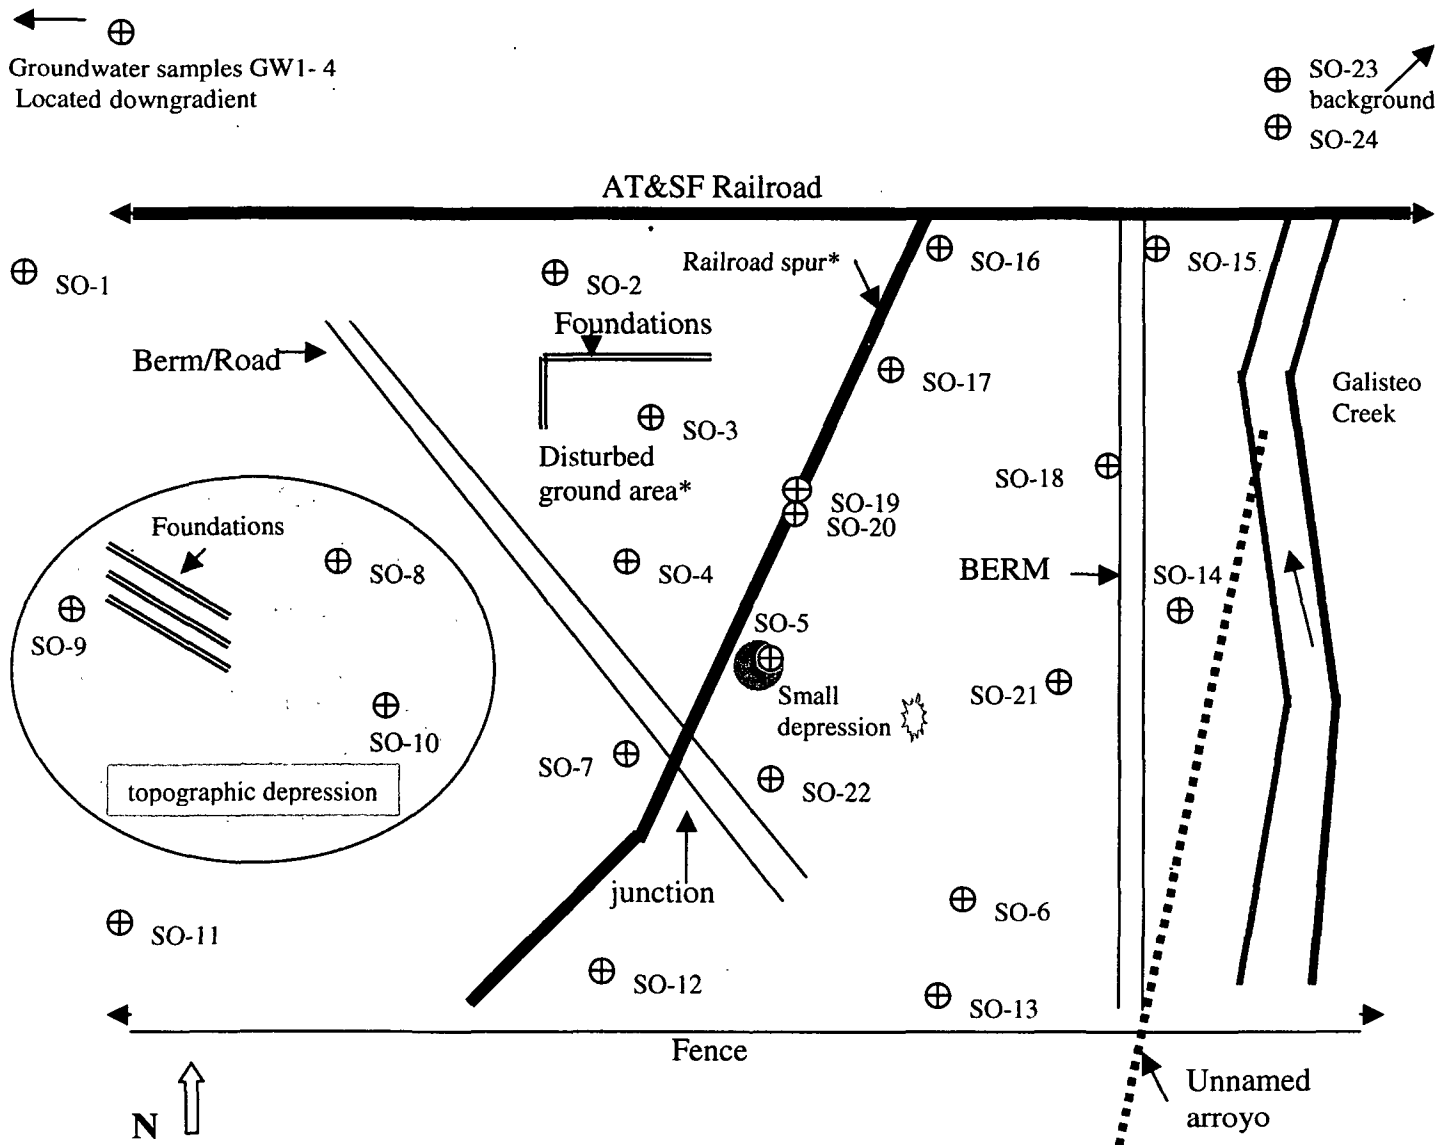 Groundwater samples GW1-4
Located downgradient
SO-23
background
SO-24
AT&SF Railroad
SO-1
SO-2
Railroad spur*
SO-16
SO-15
Foundations
Berm/Road
SO-17
Galisteo
Creek
SO-3
Disturbed
ground area*
SO-18
SO-19
SO-20
Foundations
SO-8
SO-4
BERM
SO-14
SO-9
SO-5
SO-21
Small
depression
SO-10
SO-7
SO-22
topographic depression
junction
SO-6
SO-11
SO-12
SO-13
Fence
N
Unnamed
arroyo